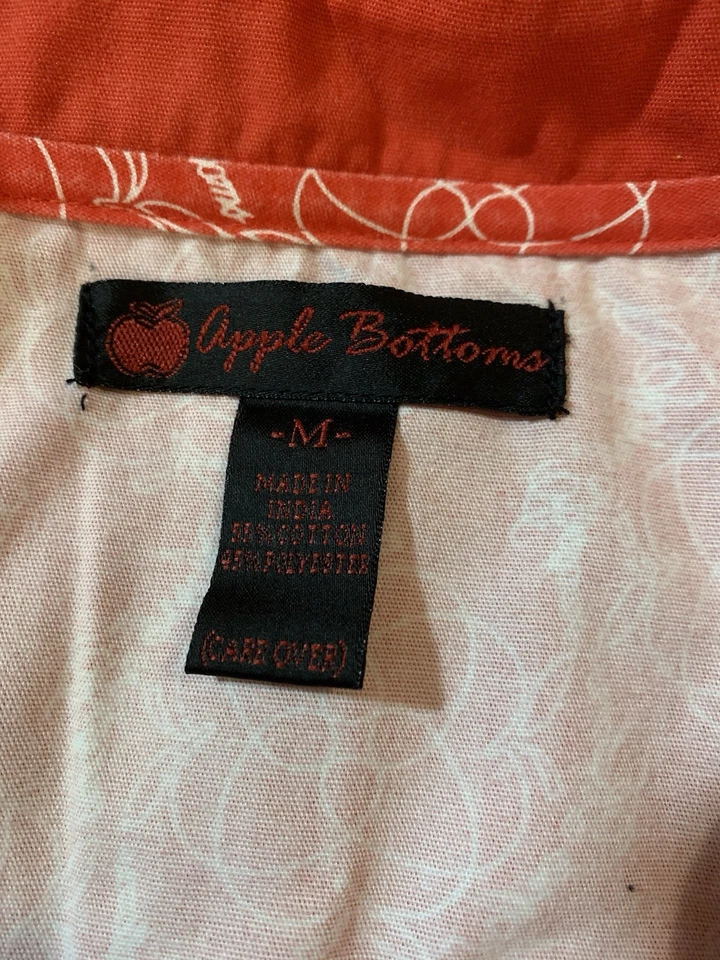 Apple Bottoms
-M-
MADE IN
INDIA
55% COTTON
45% POLYESTER
(CARE OVER)